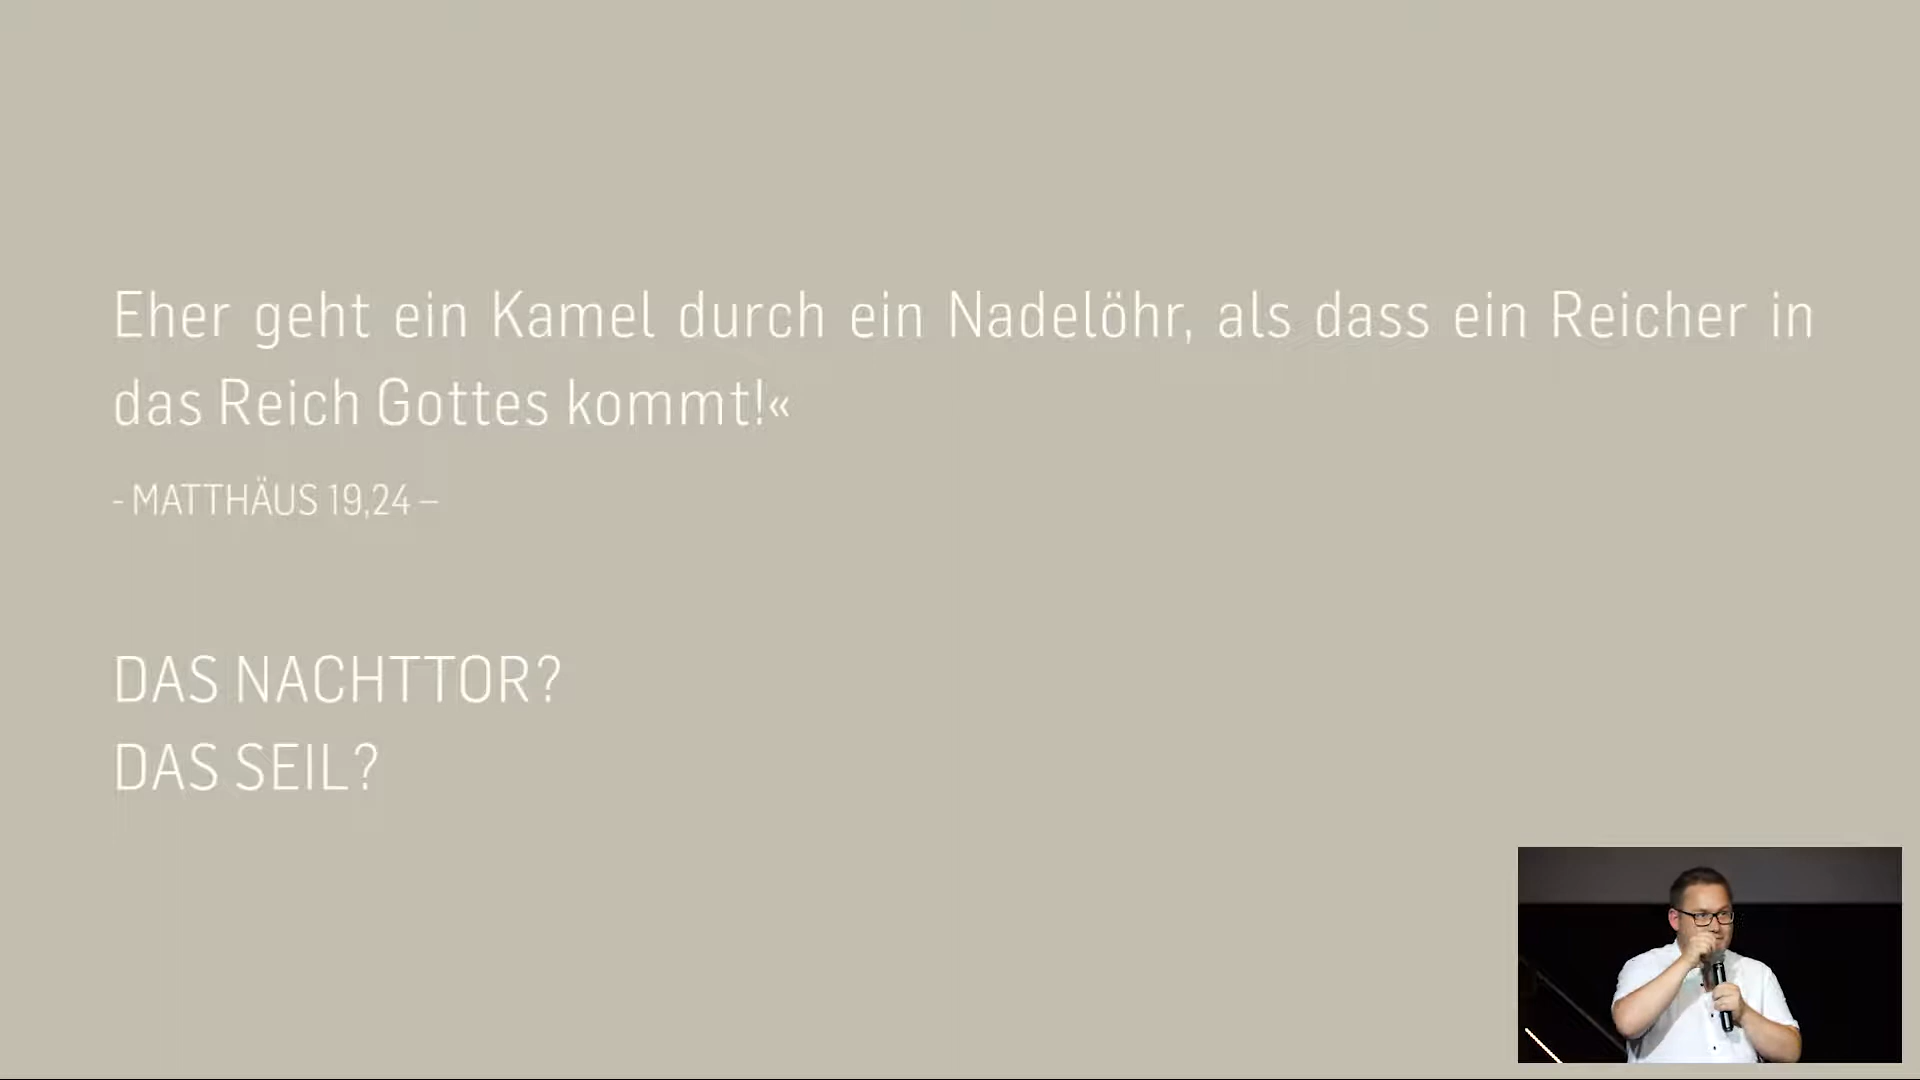 Eher geht ein Kamel durch ein Nadelöhr, als dass ein Reicher in
das Reich Gottes kommt!«
- MATTHÄUS 19,24 –
DAS NACHTTOR?
DAS SEIL?